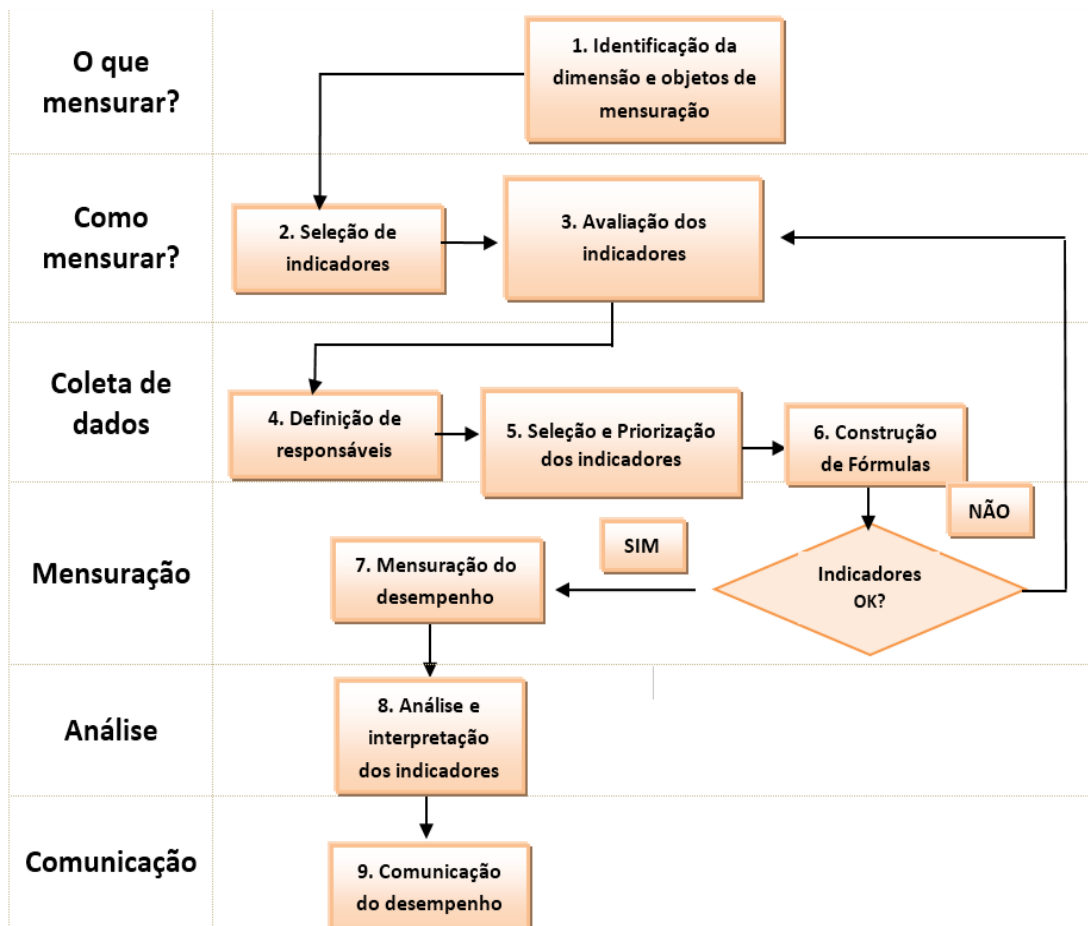 O que
mensurar?
1. Identificação da
dimensão e objetos de
mensuração
Como
mensurar?
2. Seleção de
indicadores
3. Avaliação dos
indicadores
Coleta de
dados
4. Definição de
responsáveis
5. Seleção e Priorização
dos indicadores
6. Construção
de Fórmulas
Mensuração
7. Mensuração do
desempenho
SIM
Indicadores
OK?
NÃO
Análise
8. Análise e
interpretação
dos indicadores
Comunicação
9. Comunicação
do desempenho